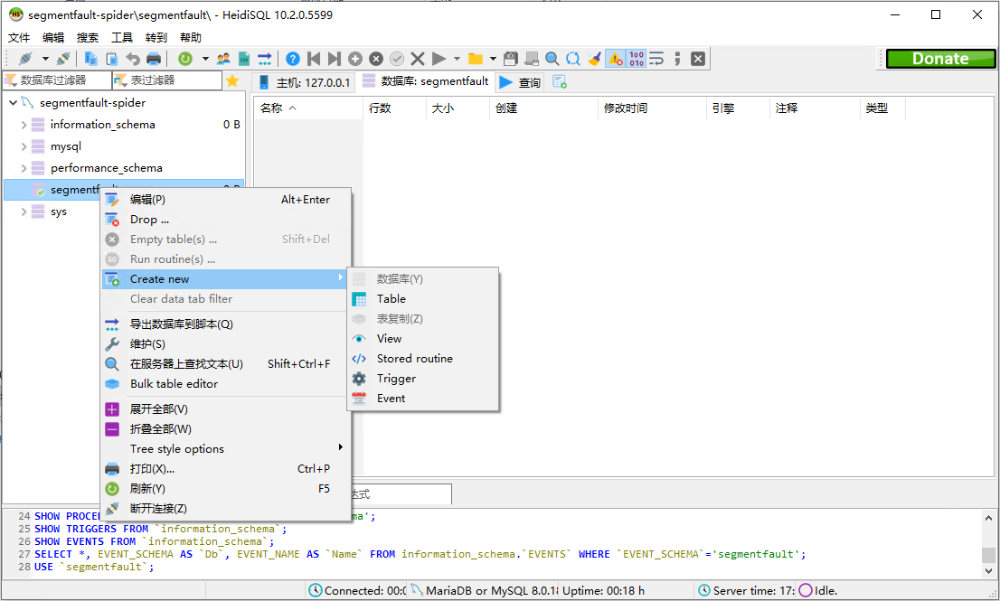 segmentfault-spider\segmentfault\ - HeidiSQL 10.2.0.5599
文件 编辑 搜索 工具 转到 帮助
Donate
数据库过滤器 表过滤器
主机: 127.0.0.1 数据库: segmentfault 查询
segmentfault-spider
information_schema 0 B
mysql
performance_schema
segmentfault 0 B
sys
名称 行数 大小 创建 修改时间 引擎 注释 类型
编辑(P) Alt+Enter
Drop ...
Empty table(s) ... Shift+Del
Run routine(s) ...
Create new
Clear data tab filter
导出数据库到脚本(Q)
维护(S)
在服务器上查找文本(U) Shift+Ctrl+F
Bulk table editor
展开全部(V)
折叠全部(W)
Tree style options
打印(X)... Ctrl+P
刷新(Y) F5
断开连接(Z)
数据库(Y)
Table
表复制(Z)
View
Stored routine
Trigger
Event
达式
24 SHOW PROCE ma';
25 SHOW TRIGGERS FROM `information_schema`;
26 SHOW EVENTS FROM `information_schema`;
27 SELECT *, EVENT_SCHEMA AS `Db`, EVENT_NAME AS `Name` FROM information_schema.`EVENTS` WHERE `EVENT_SCHEMA`='segmentfault';
28 USE `segmentfault`;
Connected: 00:0 MariaDB or MySQL 8.0.18 Uptime: 00:18 h Server time: 17: Idle.